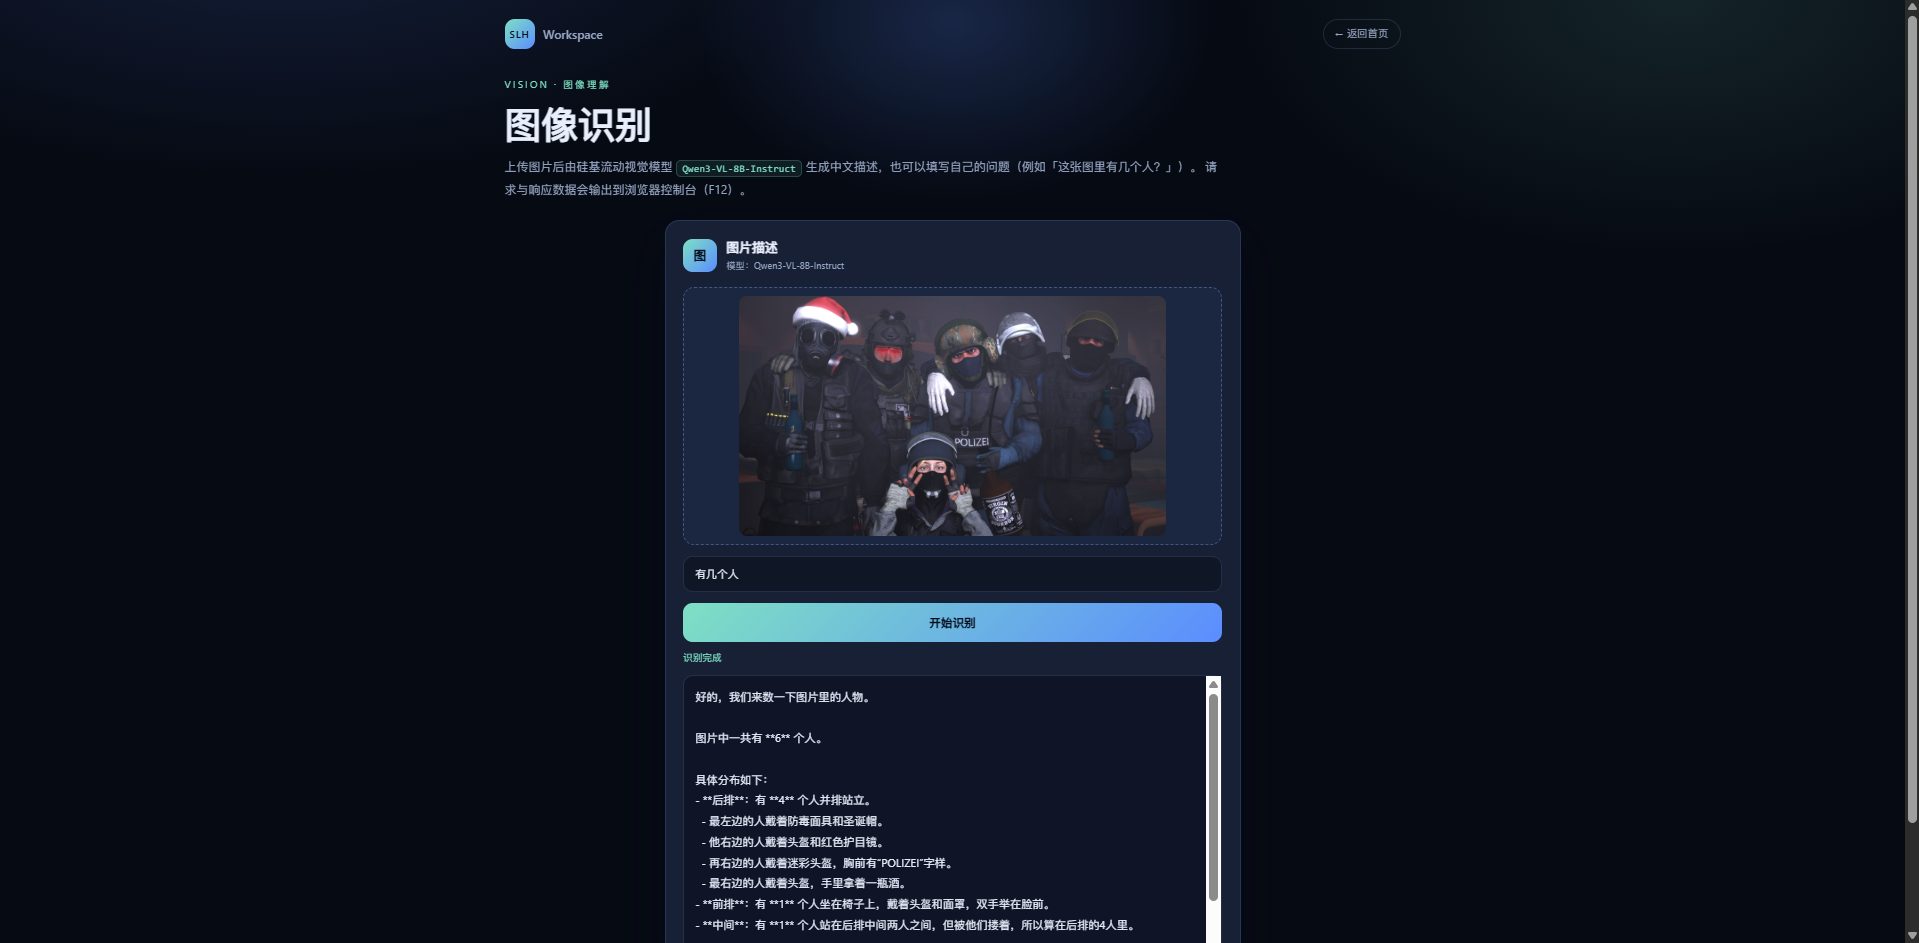 SLH Workspace
← 返回首页
VISION · 图像理解
图像识别
上传图片后由硅基流动视觉模型 Qwen3-VL-8B-Instruct 生成中文描述，也可以填写自己的问题（例如「这张图里有几个人？」）。 请
求与响应数据会输出到浏览器控制台（F12）。
图
图片描述
模型：Qwen3-VL-8B-Instruct
POLIZEI
有几个人
开始识别
识别完成
好的，我们来数一下图片里的人物。
图片中一共有 **6** 个人。
具体分布如下：
- **后排**：有 **4** 个人并排站立。
- 最左边的人戴着防毒面具和圣诞帽。
- 他右边的人戴着头盔和红色护目镜。
- 再右边的人戴着迷彩头盔，胸前有"POLIZEI"字样。
- 最右边的人戴着头盔，手里拿着一瓶酒。
- **前排**：有 **1** 个人坐在椅子上，戴着头盔和面罩，双手举在脸前。
- **中间**：有 **1** 个人站在后排中间两人之间，但被他们搂着，所以算在后排的4人里。